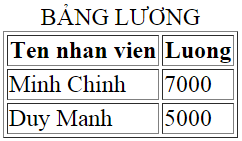 BẢNG LƯƠNG
Ten nhan vien Luong
Minh Chinh 7000
Duy Manh 5000